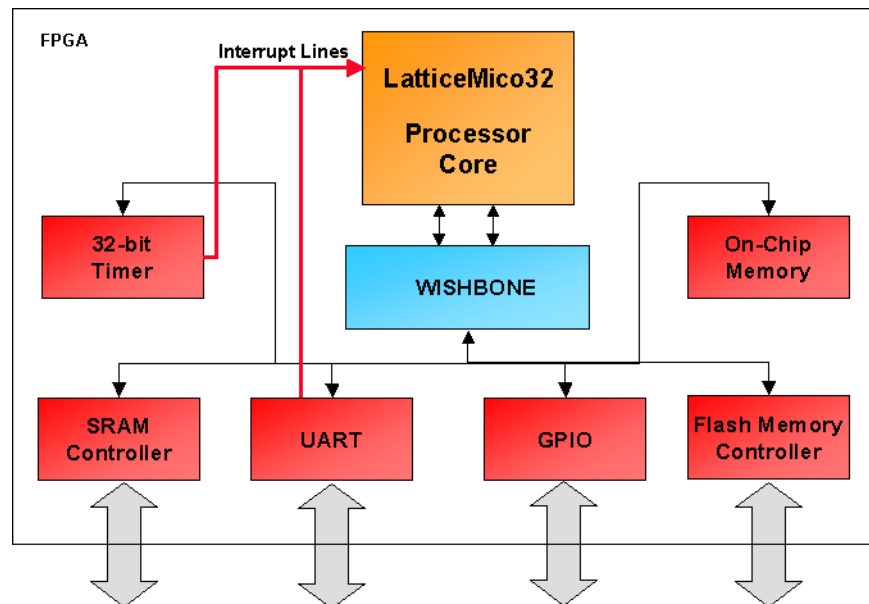 FPGA
Interrupt Lines
LatticeMico32
Processor
Core
32-bit
Timer
On-Chip
Memory
WISHBONE
SRAM
Controller
UART
GPIO
Flash Memory
Controller